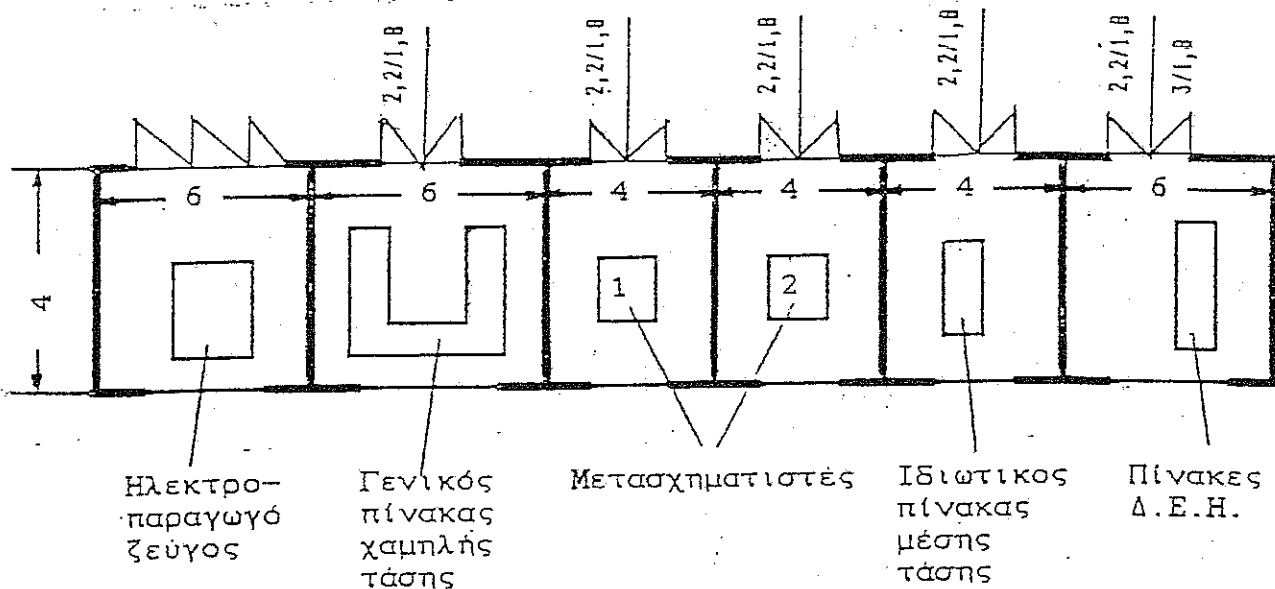 2,2/1,8
2,2/1,8
2,2/1,8
2,2/1,8
2,2/1,8
3/1,8
6
6
4
4
4
6
4
1
2
Ηλεκτρο-
παραγωγό
ζεύγος
Γενικός
πίνακας
χαμηλής
τάσης
Μετασχηματιστές
Ιδιωτικος
πίνακας
μέσης
τάσης
Πίνακες
Δ.Ε.Η.